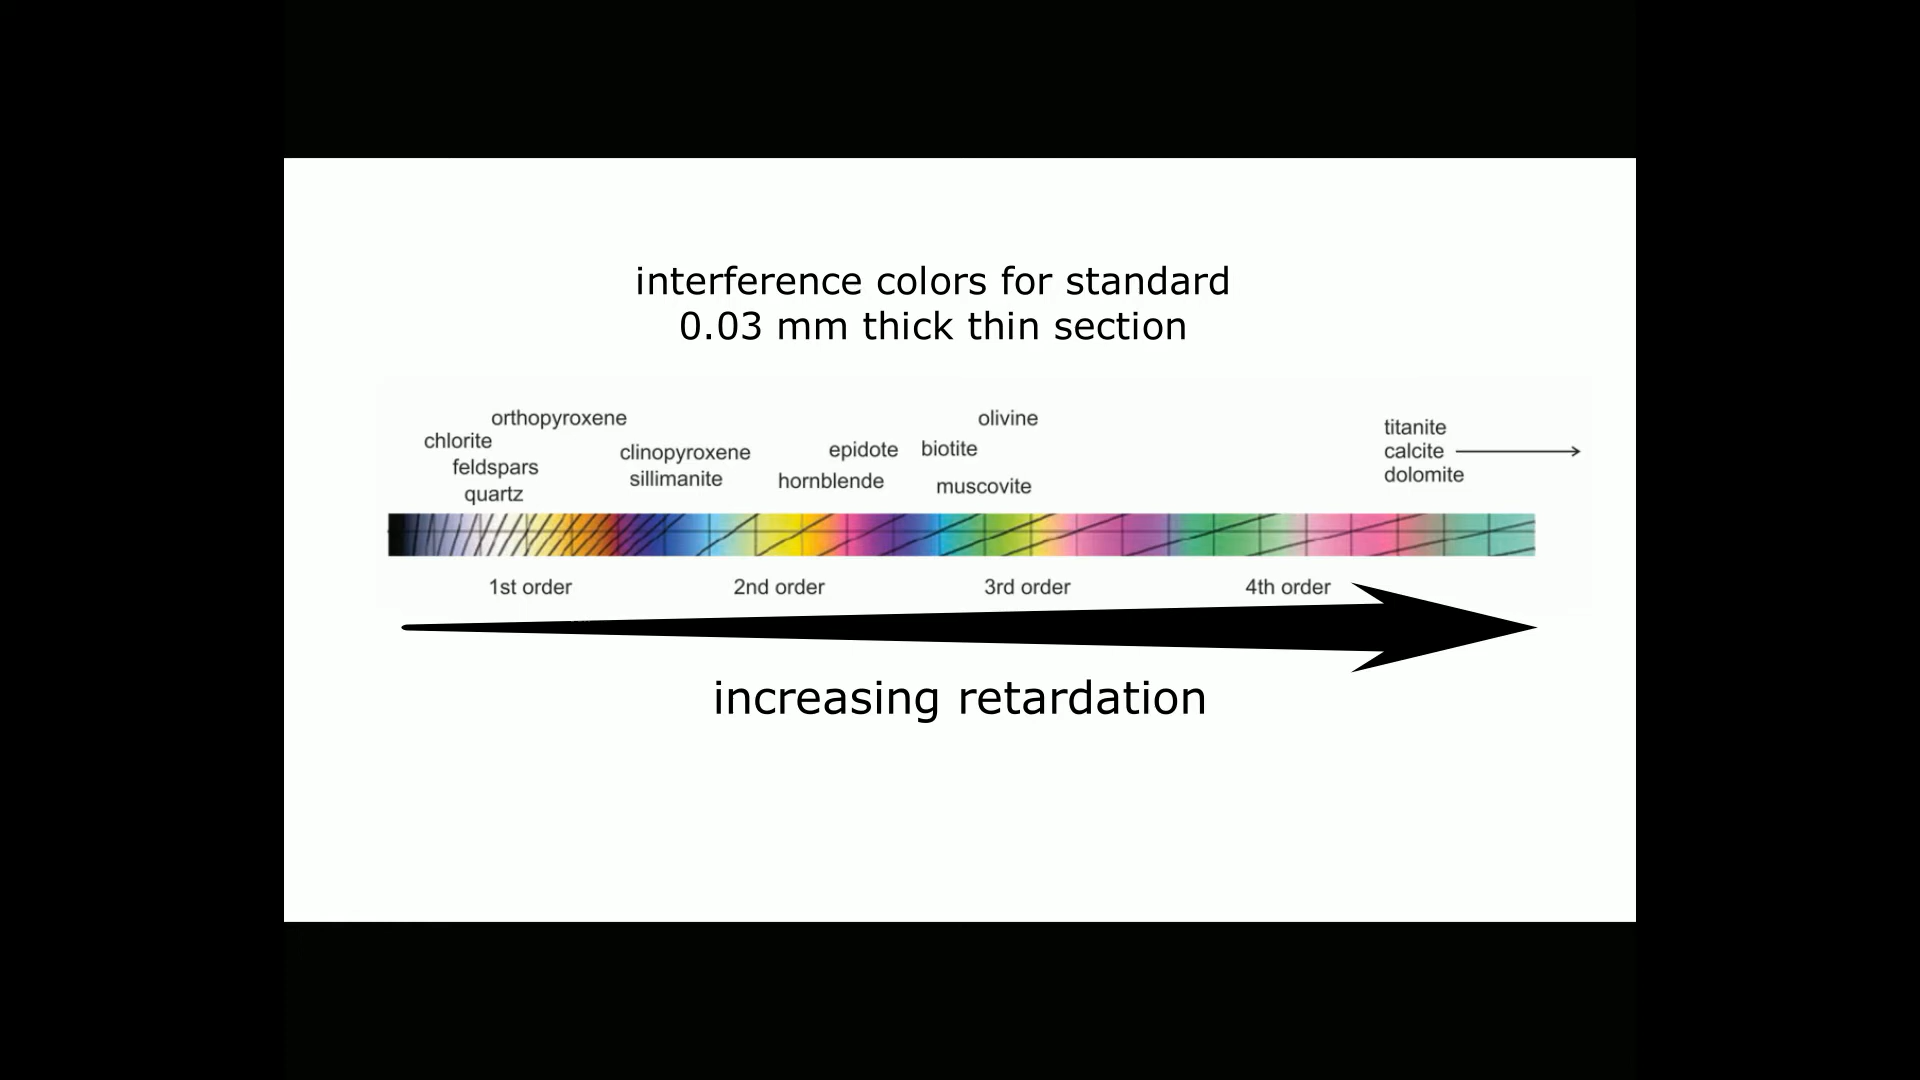 interference colors for standard
0.03 mm thick thin section
orthopyroxene
olivine
chlorite
titanite
clinopyroxene
epidote
biotite
calcite
feldspars
sillimanite
hornblende
muscovite
dolomite
quartz
1st order
2nd order
3rd order
4th order
increasing retardation